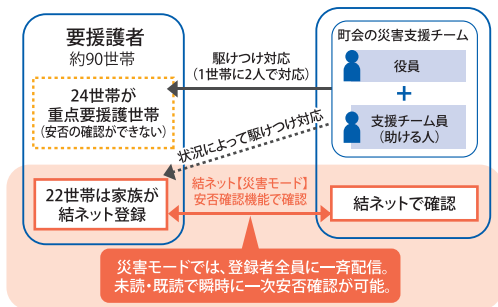 要援護者
約90世帯
24世帯が
重点要援護世帯
(安否の確認ができない)
22世帯は家族が
結ネット登録
駆けつけ対応
(1世帯に2人で対応)
状況によって駆けつけ対応
結ネット【災害モード】
安否確認機能で確認
町会の災害支援チーム
役員
+
支援チーム員
(助ける人)
結ネットで確認
災害モードでは、登録者全員に一斉配信。
未読・既読で瞬時に一次安否確認が可能。